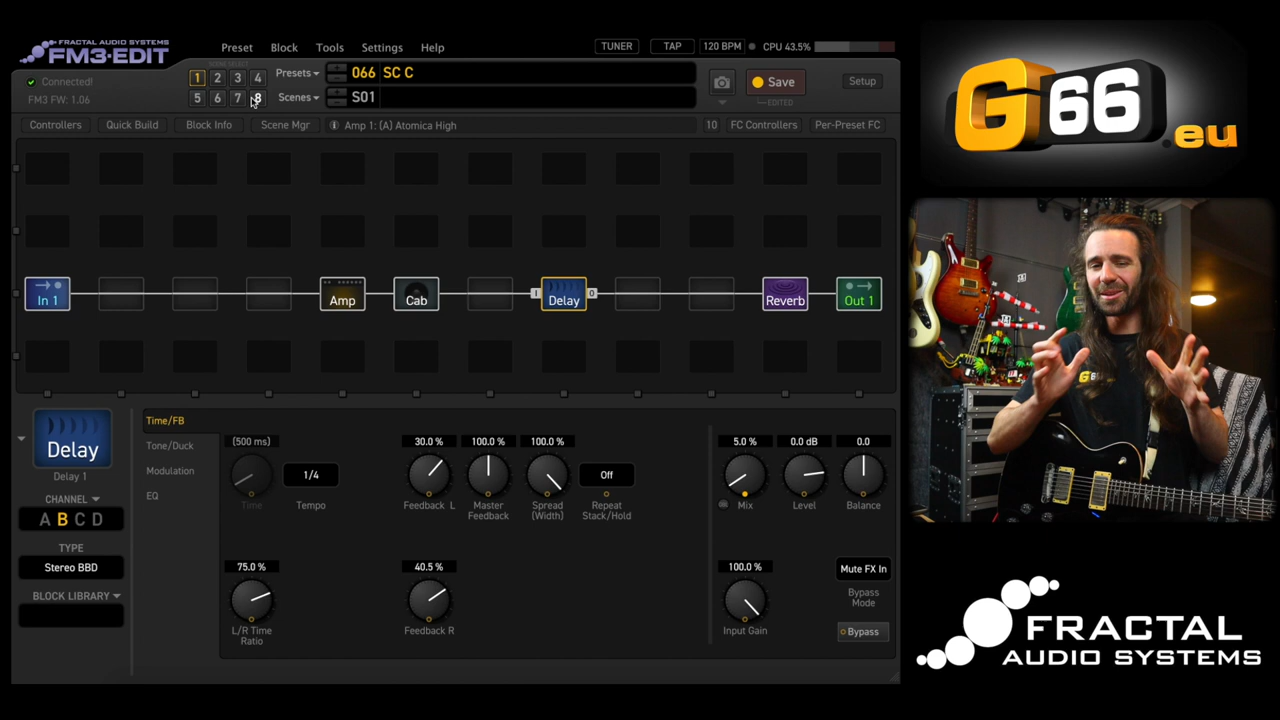 FRACTAL AUDIO SYSTEMS
FM3•EDIT
Preset
Block
Tools
Settings
Help
TUNER
TAP
120 BPM
CPU 43.5%
Connected!
FM3 FW: 1.06
SCENE SELECT
1 2 3 4
5 6 7 8
Presets
066 SC C
Scenes
S01
Save
EDITED
Setup
Controllers
Quick Build
Block Info
Scene Mgr
Amp 1: (A) Atomica High
10
FC Controllers
Per-Preset FC
In 1
Amp
Cab
I
Delay
O
Reverb
Out 1
Delay
Delay 1
CHANNEL
A B C D
TYPE
Stereo BBD
BLOCK LIBRARY
Time/FB
Tone/Duck
Modulation
EQ
(500 ms)
Time
1/4
Tempo
30.0 %
Feedback L
100.0 %
Master
Feedback
100.0 %
Spread
(Width)
Off
Repeat
Stack/Hold
5.0 %
Mix
0.0 dB
Level
0.0
Balance
75.0 %
L/R Time
Ratio
40.5 %
Feedback R
100.0 %
Input Gain
Mute FX In
Bypass
Mode
Bypass
G66.eu
G66
FRACTAL
AUDIO SYSTEMS